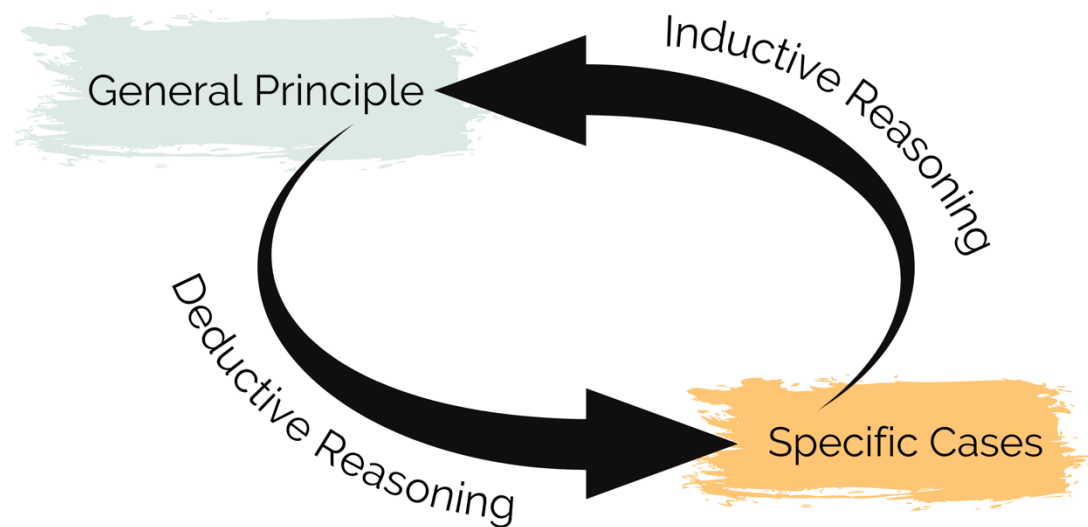 Inductive Reasoning
General Principle
Deductive Reasoning
Specific Cases